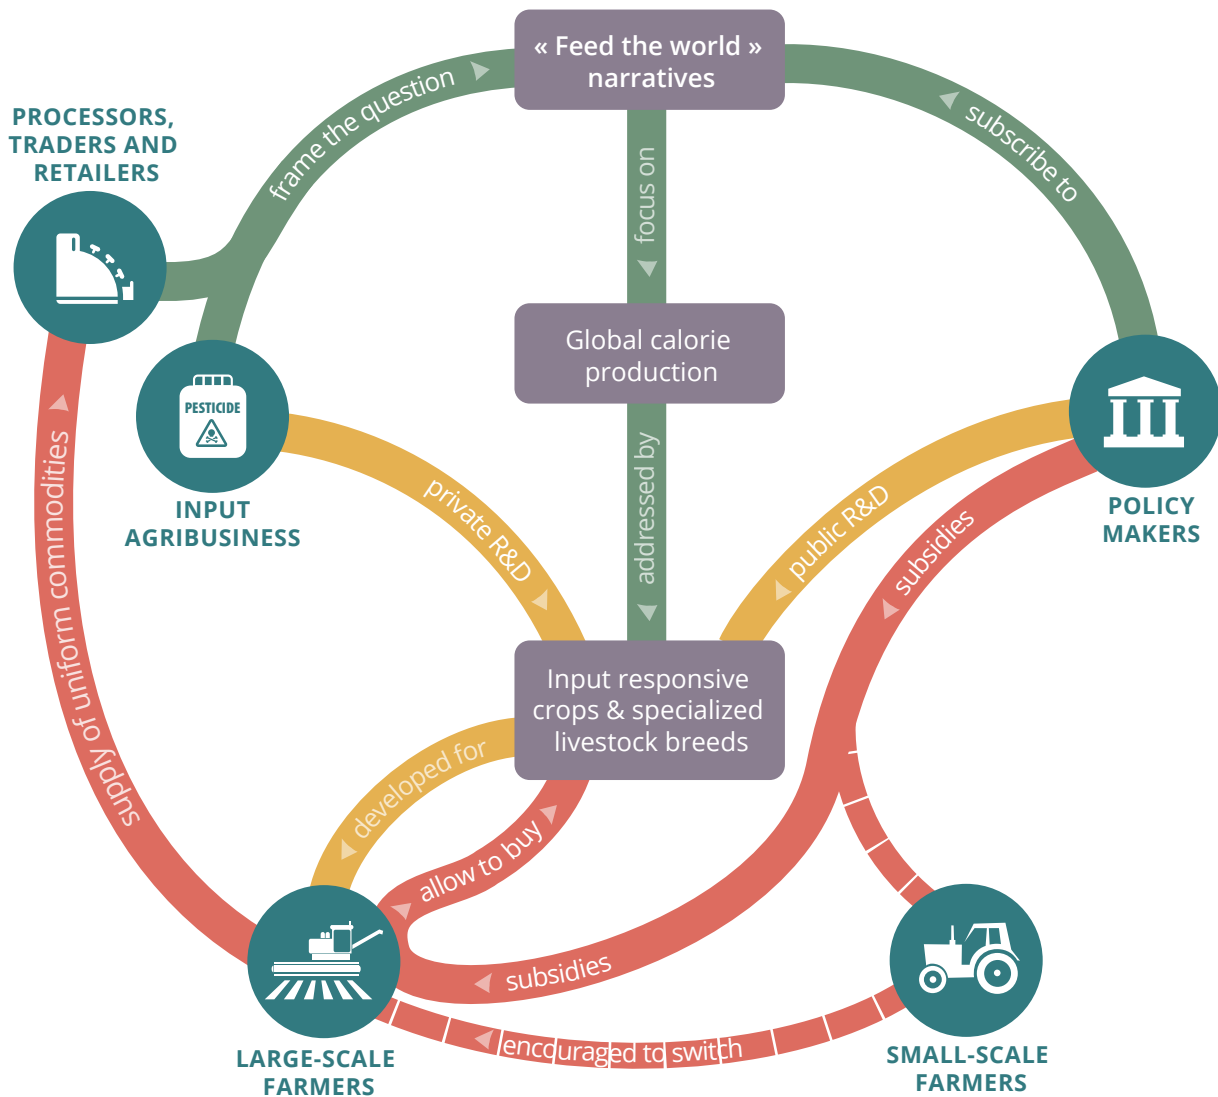 « Feed the world »
narratives
frame the question
subscribe to
PROCESSORS,
TRADERS AND
RETAILERS
focus on
Global calorie
production
PESTICIDE
INPUT
AGRIBUSINESS
POLICY
MAKERS
private R&D
addressed by
public R&D
subsidies
supply of uniform commodities
Input responsive
crops & specialized
livestock breeds
developed for
allow to buy
subsidies
encouraged to switch
LARGE-SCALE
FARMERS
SMALL-SCALE
FARMERS